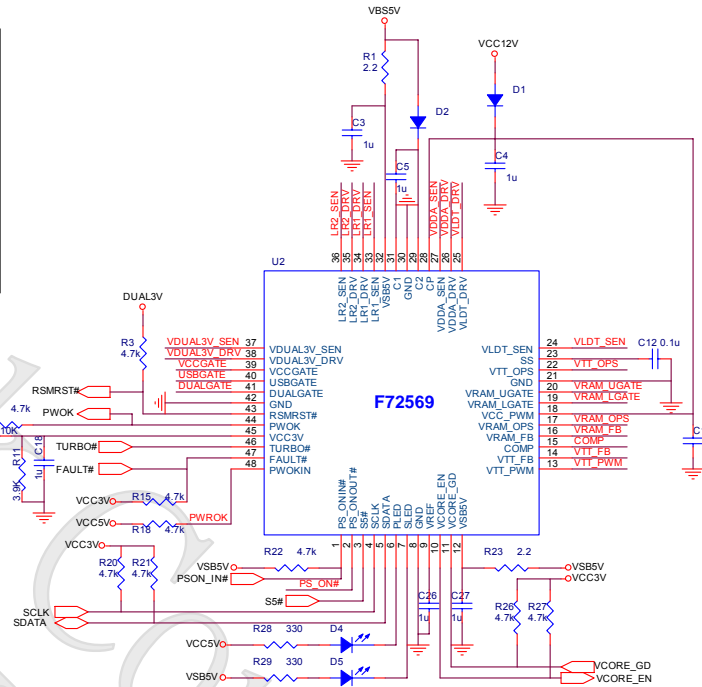 VBS5V
VCC12V
R1
2.2
D1
D2
C3
1u
C4
1u
C5
1u
LR2_SEN
LR2_DRV
LR1_DRV
LR1_SEN
VDDA_SEN
VDDA_DRV
VLDT_DRV
36
35
34
33
32
31
30
29
28
27
26
25
U2
LR2_SEN
LR2_DRV
LR1_DRV
LR1_SEN
VSB5V
C1
GND
C2
CP
VDDA_SEN
VDDA_DRV
VLDT_DRV
DUAL3V
R3
4.7k
VDUAL3V_SEN 37 VDUAL3V_SEN
VDUAL3V_DRV 38 VDUAL3V_DRV
VCCGATE 39 VCCGATE
USBGATE 40 USBGATE
DUALGATE 41 DUALGATE
42 GND
RSMRST# 43 RSMRST#
PWOK 44 PWOK
45 VCC3V
TURBO# 46 TURBO#
FAULT# 47 FAULT#
48 PWOKIN
4.7k
10K
R11
3.9K
C18
1u
F72569
VLDT_SEN 24 VLDT_SEN
SS 23
C12 0.1u
VTT_OPS 22 VTT_OPS
GND 21
VRAM_UGATE 20 VRAM_UGATE
VRAM_LGATE 19 VRAM_LGATE
VCC_PWM 18
VRAM_OPS 17 VRAM_OPS
VRAM_FB 16 VRAM_FB
COMP 15 COMP
VTT_FB 14 VTT_FB
VTT_PWM 13 VTT_PWM
VCC3V R15 4.7k
VCC5V R18 4.7k PWROK
PS_ONIN#
PS_ONOUT#
S5#
SCLK
SDATA
PLED
SLED
GND
VREF
VCORE_EN
VCORE_GD
VSB5V
1
2
3
4
5
6
7
8
9
10
11
12
VCC3V
R20
4.7k
R21
4.7k
VSB5V R22 4.7k
PSON_IN#
PS_ON#
S5#
SCLK
SDATA
C26
1u
C27
1u
R23 2.2
VSB5V
VCC3V
R26
4.7k
R27
4.7k
VCC5V R28 330 D4
VSB5V R29 330 D5
VCORE_GD
VCORE_EN